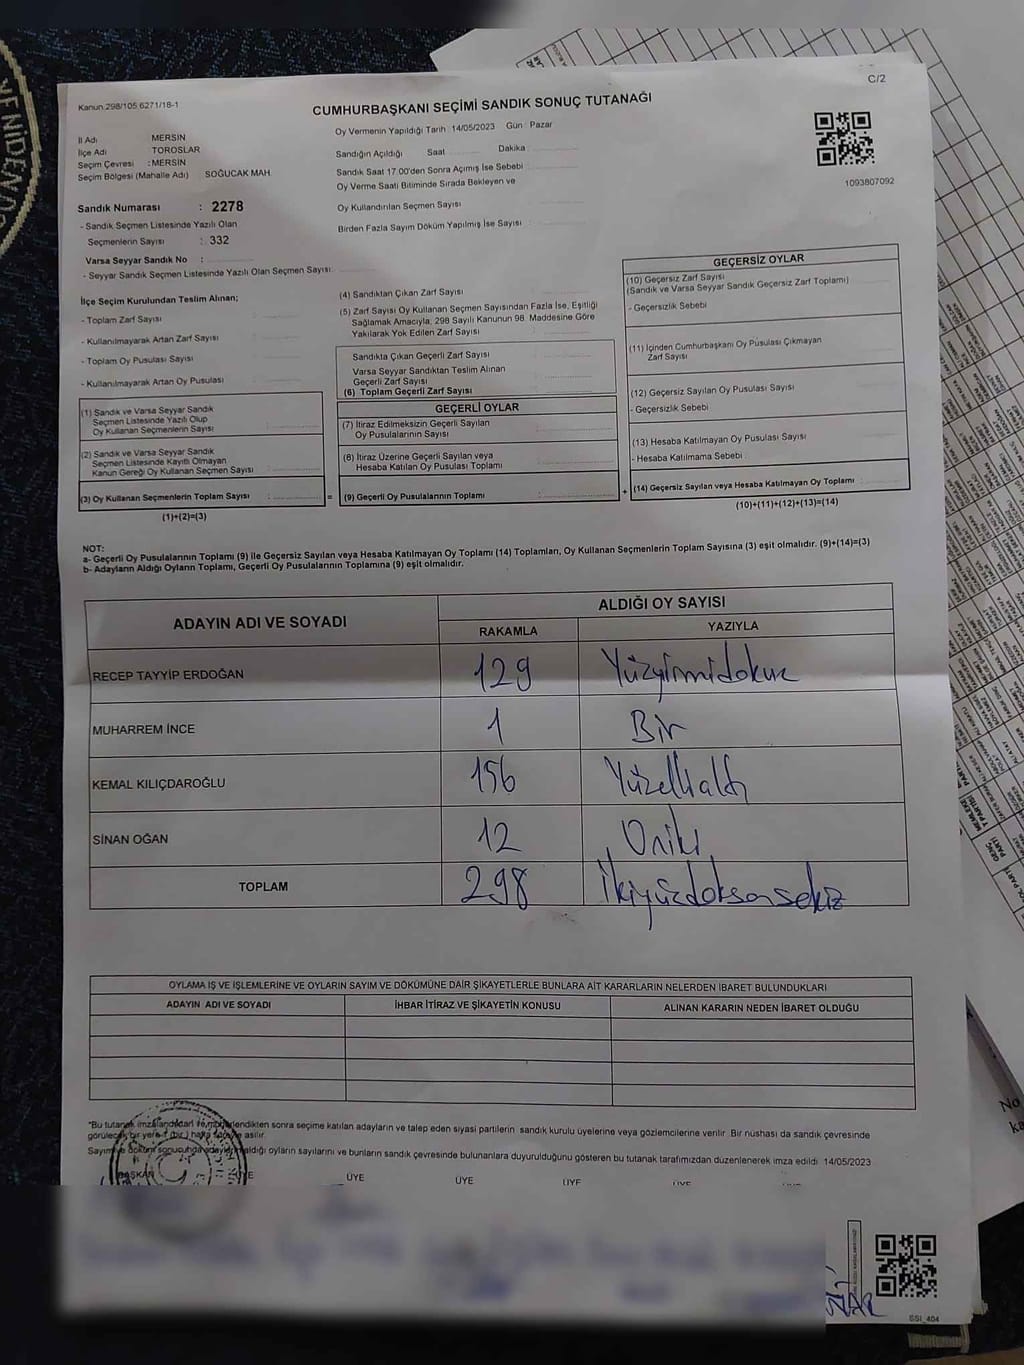 C/2
Kanun.298/105 6271/18-1
CUMHURBAŞKANI SEÇİMİ SANDIK SONUÇ TUTANAĞI
İl Adı MERSİN
İlçe Adı TOROSLAR
Seçim Çevresi : MERSİN
Seçim Bölgesi (Mahalle Adı) SOĞUCAK MAH.
Oy Vermenin Yapıldığı Tarih 14/05/2023 Gün : Pazar
Sandığın Açıldığı Saat Dakika :
Sandık Saat 17.00'den Sonra Açımış İse Sebebi
Oy Verme Saati Bitiminde Sırada Bekleyen ve
Oy Kullandırılan Seçmen Sayısı
Birden Fazla Sayım Döküm Yapılmış İse Sayısı
1093807092
Sandık Numarası : 2278
- Sandık Seçmen Listesinde Yazılı Olan
Seçmenlerin Sayısı : 332
Varsa Seyyar Sandık No :
- Seyyar Sandık Seçmen Listesinde Yazılı Olan Seçmen Sayısı:
İlçe Seçim Kurulundan Teslim Alınan;
- Toplam Zarf Sayısı
- Kullanılmayarak Artan Zarf Sayısı
- Toplam Oy Pusulası Sayısı
- Kullanılmayarak Artan Oy Pusulası
(1) Sandık ve Varsa Seyyar Sandık
Seçmen Listesinde Yazılı Olup
Oy Kullanan Seçmenlerin Sayısı
(2) Sandık ve Varsa Seyyar Sandık
Seçmen Listesinde Kayıtlı Olmayan
Kanun Gereği Oy Kullanan Seçmen Sayısı
(3) Oy Kullanan Seçmenlerin Toplam Sayısı :
(1)+(2)=(3)
(4) Sandıktan Çıkan Zarf Sayısı
(5) Zarf Sayısı Oy Kullanan Seçmen Sayısından Fazla İse, Eşitliği
Sağlamak Amacıyla; 298 Sayılı Kanunun 98. Maddesine Göre
Yakılarak Yok Edilen Zarf Sayısı
Sandıkta Çıkan Geçerli Zarf Sayısı
Varsa Seyyar Sandıktan Teslim Alınan
Geçerli Zarf Sayısı
(6) Toplam Geçerli Zarf Sayısı
GEÇERLİ OYLAR
(7) İtiraz Edilmeksizin Geçerli Sayılan
Oy Pusulalarının Sayısı
(8) İtiraz Üzerine Geçerli Sayılan veya
Hesaba Katılan Oy Pusulası Toplamı
=
(9) Geçerli Oy Pusulalarının Toplamı
GEÇERSİZ OYLAR
(10) Geçersiz Zarf Sayısı
(Sandık ve Varsa Seyyar Sandık Geçersiz Zarf Toplamı)
- Geçersizlik Sebebi
(11) İçinden Cumhurbaşkanı Oy Pusulası Çıkmayan
Zarf Sayısı
(12) Geçersiz Sayılan Oy Pusulası Sayısı
- Geçersizlik Sebebi
(13) Hesaba Katılmayan Oy Pusulası Sayısı
- Hesaba Katılmama Sebebi
+
(14) Geçersiz Sayılan veya Hesaba Katılmayan Oy Toplamı
(10)+(11)+(12)+(13)=(14)
NOT:
a- Geçerli Oy Pusulalarının Toplamı (9) ile Geçersiz Sayılan veya Hesaba Katılmayan Oy Toplamı (14) Toplamları, Oy Kullanan Seçmenlerin Toplam Sayısına (3) eşit olmalıdır. (9)+(14)=(3)
b- Adayların Aldığı Oyların Toplamı, Geçerli Oy Pusulalarının Toplamına (9) eşit olmalıdır.
ADAYIN ADI VE SOYADI
ALDIĞI OY SAYISI
RAKAMLA YAZIYLA
RECEP TAYYİP ERDOĞAN 129 Yüzyirmidokuz
MUHARREM İNCE 1 Bir
KEMAL KILIÇDAROĞLU 156 Yüzellialtı
SİNAN OĞAN 12 Oniki
TOPLAM 298 İkiyüzdoksansekiz
OYLAMA İŞ VE İŞLEMLERİNE VE OYLARIN SAYIM VE DÖKÜMÜNE DAİR ŞİKAYETLERLE BUNLARA AİT KARARLARIN NELERDEN İBARET BULUNDUKLARI
ADAYIN ADI VE SOYADI İHBAR İTİRAZ VE ŞİKAYETİN KONUSU ALINAN KARARIN NEDEN İBARET OLDUĞU
*Bu tutanak imzalandıktan ve mühürlendikten sonra seçime katılan adayların ve talep eden siyasi partilerin sandık kurulu üyelerine veya gözlemcilerine verilir. Bir nüshası da sandık çevresinde
görülecek bir yere 1 (bir) hafta süreyle asılır.
Sayım ve döküm sonucunda adayların aldığı oyların sayılarını ve bunların sandık çevresinde bulunanlara duyurulduğunu gösteren bu tutanak tarafımızdan düzenlenerek imza edildi. 14/05/2023
BAŞKAN ÜYE ÜYE ÜYE ÜYE ÜYE
SSI_404